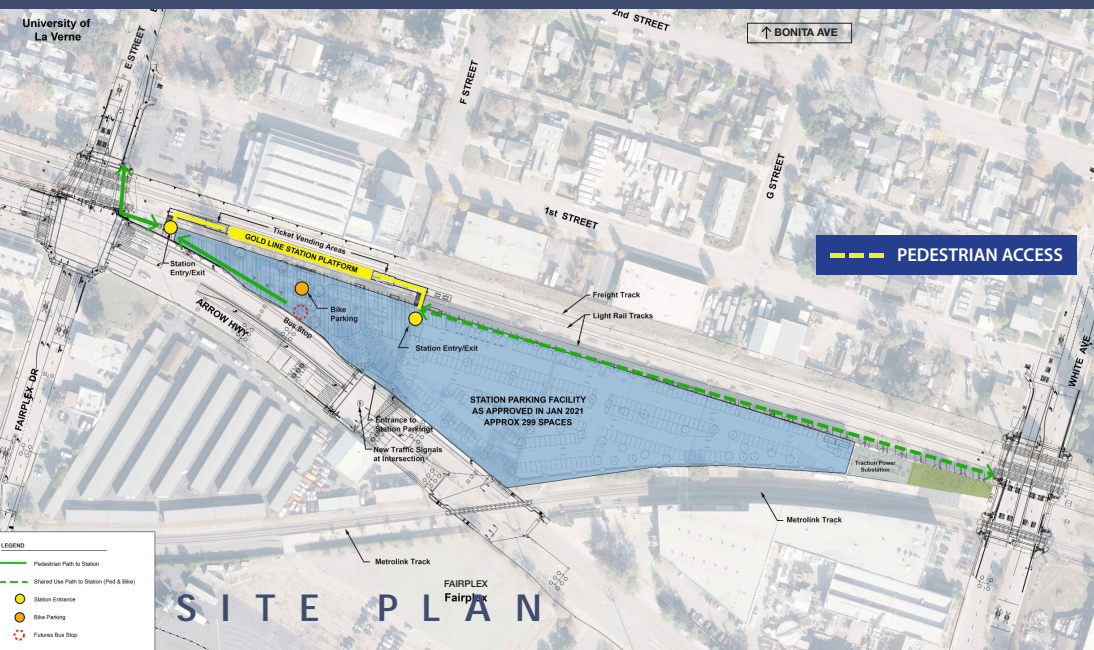 University of
La Verne
E STREET
2nd STREET
↑ BONITA AVE
F STREET
G STREET
1st STREET
PEDESTRIAN ACCESS
Ticket Vending Areas
GOLD LINE STATION PLATFORM
Station
Entry/Exit
Freight Track
Light Rail Tracks
Bike
Parking
ARROW HWY
Bus Stop
Station Entry/Exit
WHITE AVE
FAIRPLEX DR
STATION PARKING FACILITY
AS APPROVED IN JAN 2021
APPROX 299 SPACES
Entrance to
Station Parking
New Traffic Signals
at Intersection
Traction Power
Substation
Metrolink Track
Metrolink Track
FAIRPLEX
Fairplex
SITE PLAN
LEGEND
Pedestrian Path to Station
Shared Use Path to Station (Ped & Bike)
Station Entrance
Bike Parking
Futures Bus Stop